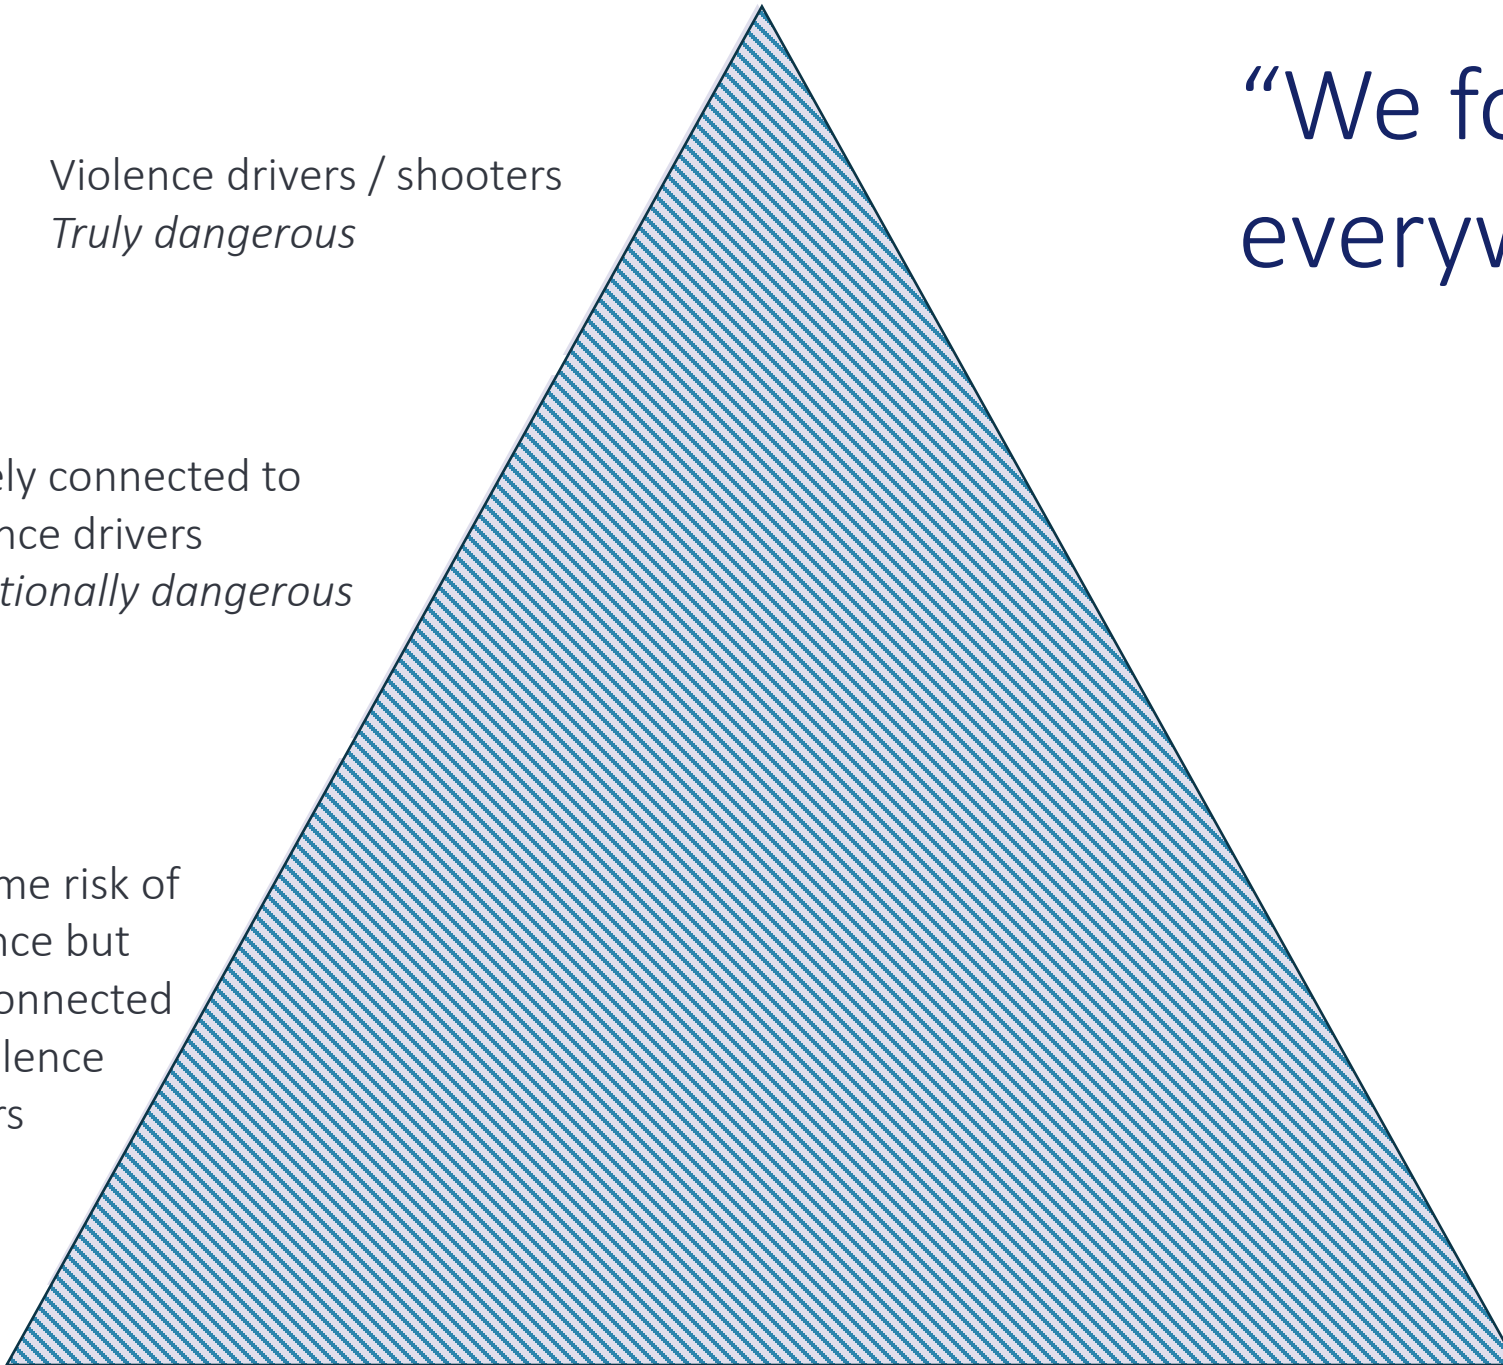 “We fo
everyw
Violence drivers / shooters
Truly dangerous
ely connected to
nce drivers
tionally dangerous
me risk of
nce but
onnected
lence
rs